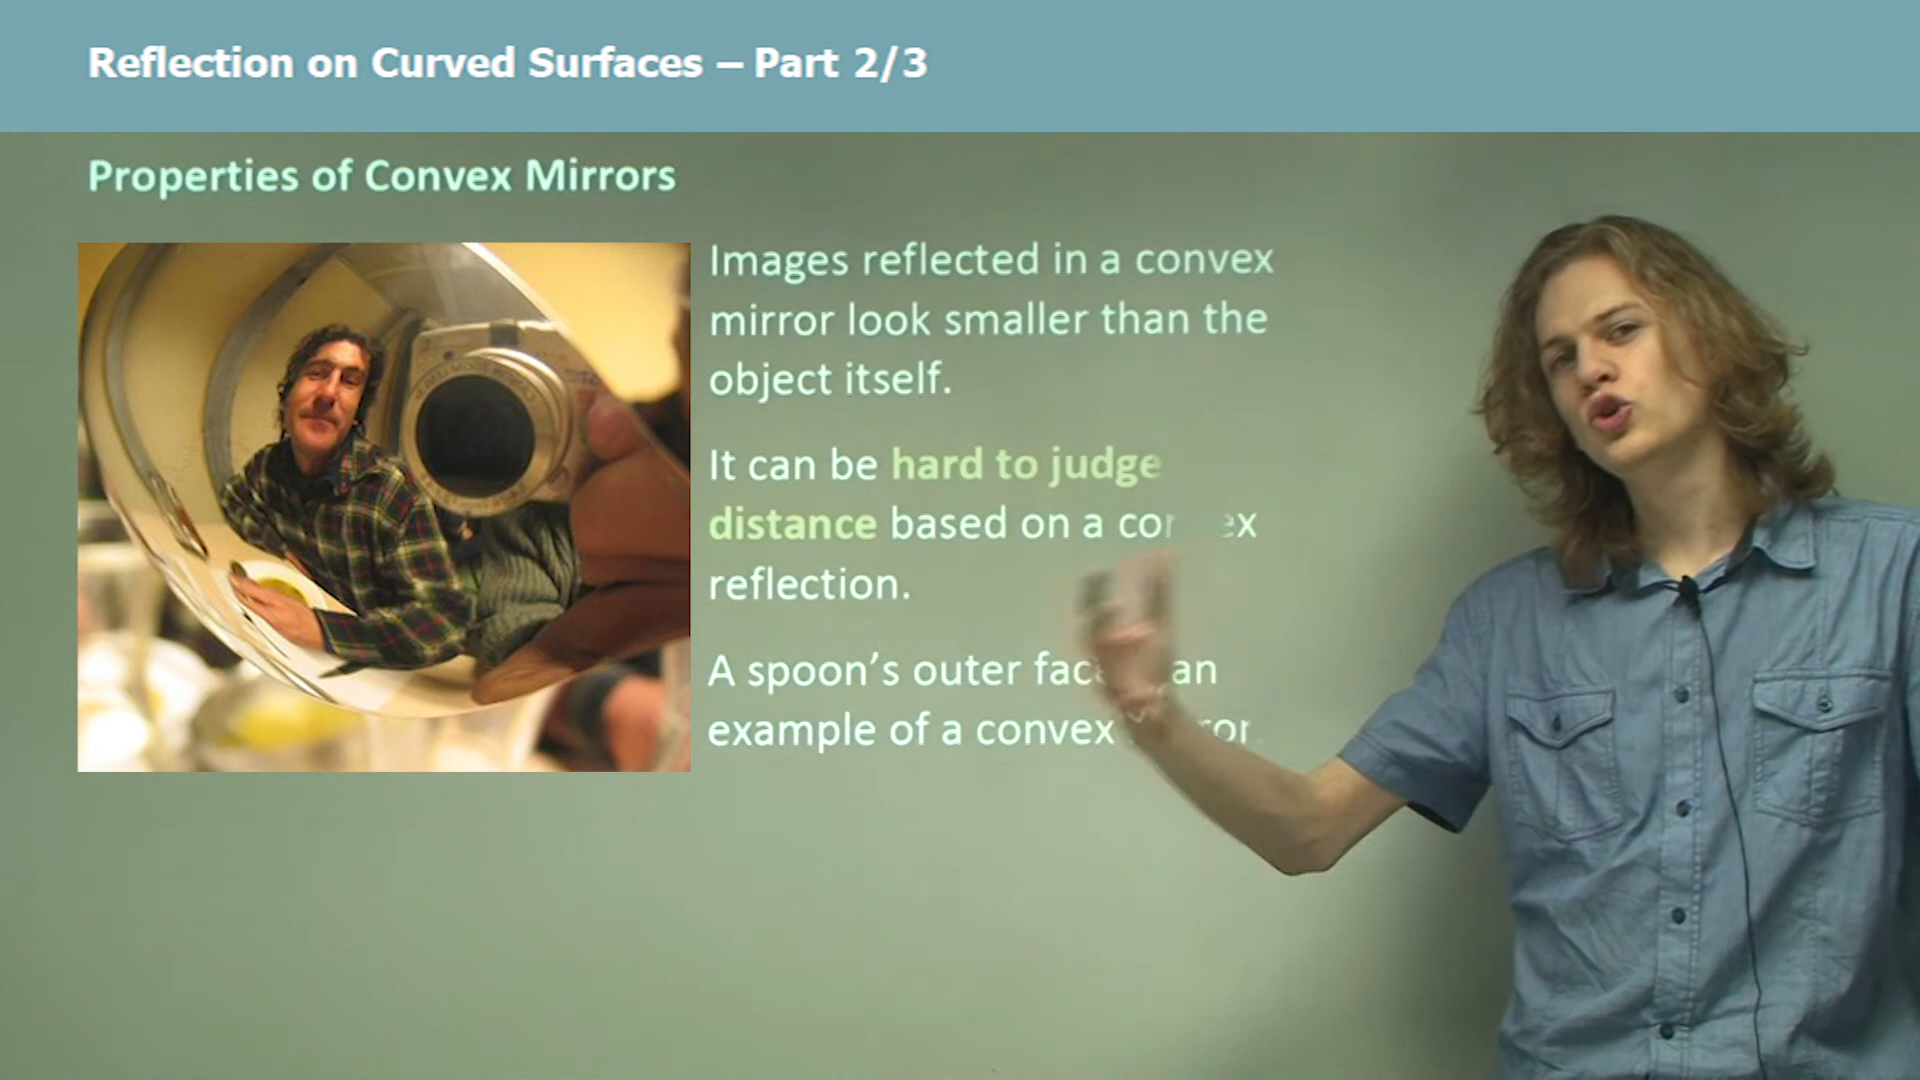 Reflection on Curved Surfaces – Part 2/3
Properties of Convex Mirrors
Images reflected in a convex
mirror look smaller than the
object itself.
It can be hard to judge
distance based on a convex
reflection.
A spoon’s outer face an
example of a convex